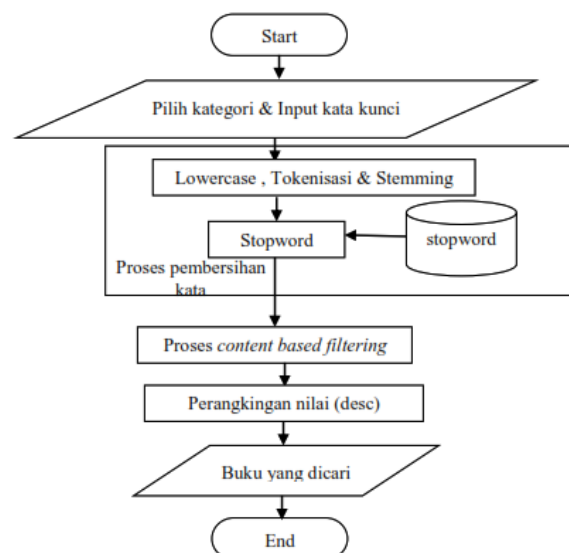 Start
Pilih kategori & Input kata kunci
Lowercase , Tokenisasi & Stemming
Stopword
stopword
Proses pembersihan
kata
Proses content based filtering
Perangkingan nilai (desc)
Buku yang dicari
End